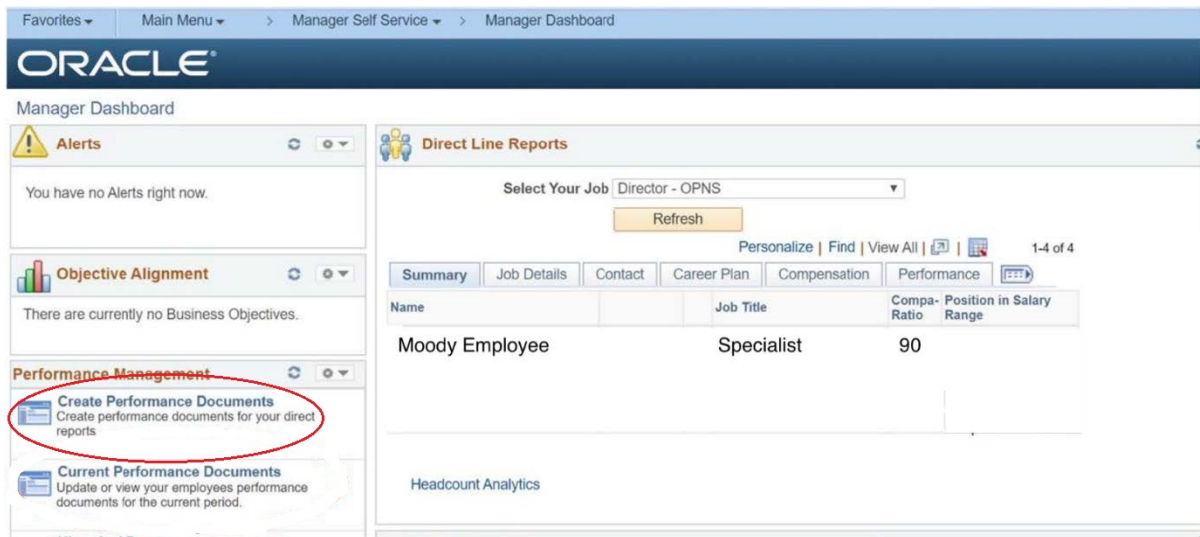 Favorites Main Menu > Manager Self Service > Manager Dashboard
ORACLE
Manager Dashboard
Alerts
You have no Alerts right now.
Objective Alignment
There are currently no Business Objectives.
Performance Management
Create Performance Documents
Create performance documents for your direct
reports
Current Performance Documents
Update or view your employees performance
documents for the current period.
Direct Line Reports
Select Your Job Director - OPNS
Refresh
Personalize | Find | View All | | 1-4 of 4
Summary Job Details Contact Career Plan Compensation Performance
Name Job Title Compa- Position in Salary
Ratio Range
Moody Employee Specialist 90
Headcount Analytics